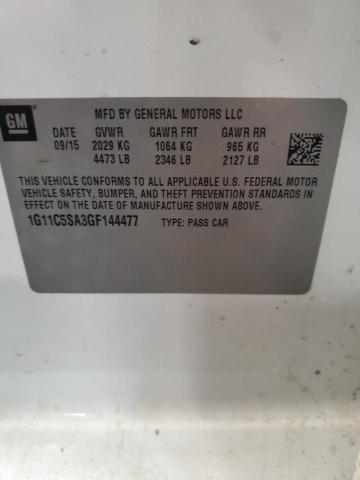 MFD BY GENERAL MOTORS LLC
GM
DATE GVWR GAWR FRT GAWR RR
09/15 2029 KG 1064 KG 965 KG
4473 LB 2346 LB 2127 LB
THIS VEHICLE CONFORMS TO ALL APPLICABLE U.S. FEDERAL MOTOR
VEHICLE SAFETY, BUMPER, AND THEFT PREVENTION STANDARDS
IN EFFECT ON THE DATE OF MANUFACTURE SHOWN ABOVE.
1G11C5SA3GF144477 TYPE: PASS CAR